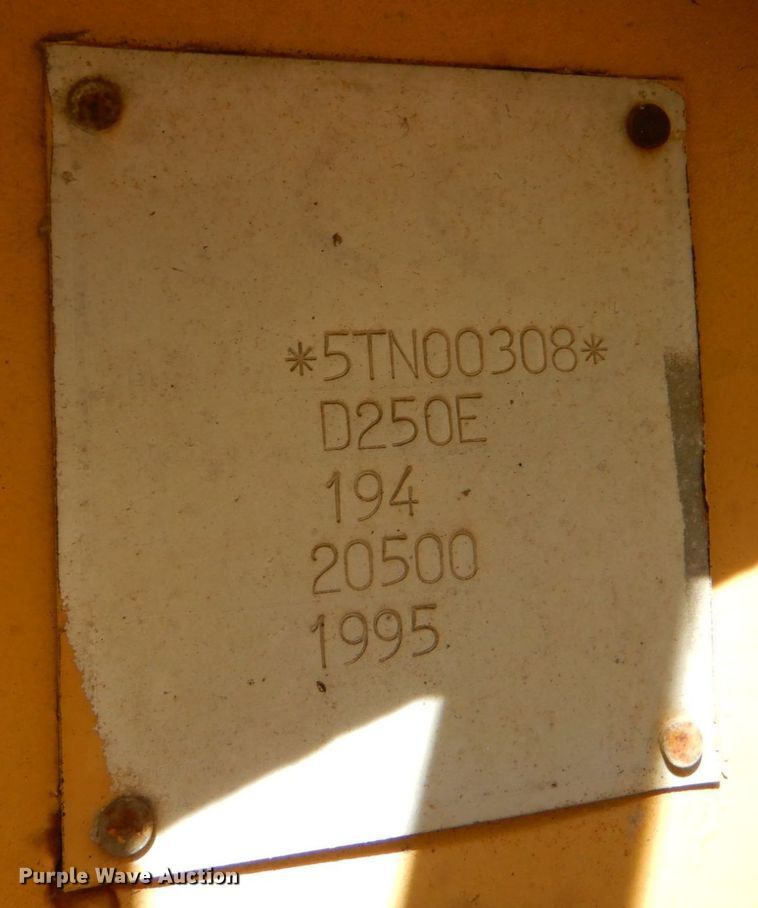 *5TN00308*
D250E
194
20500
1995
Purple Wave Auction